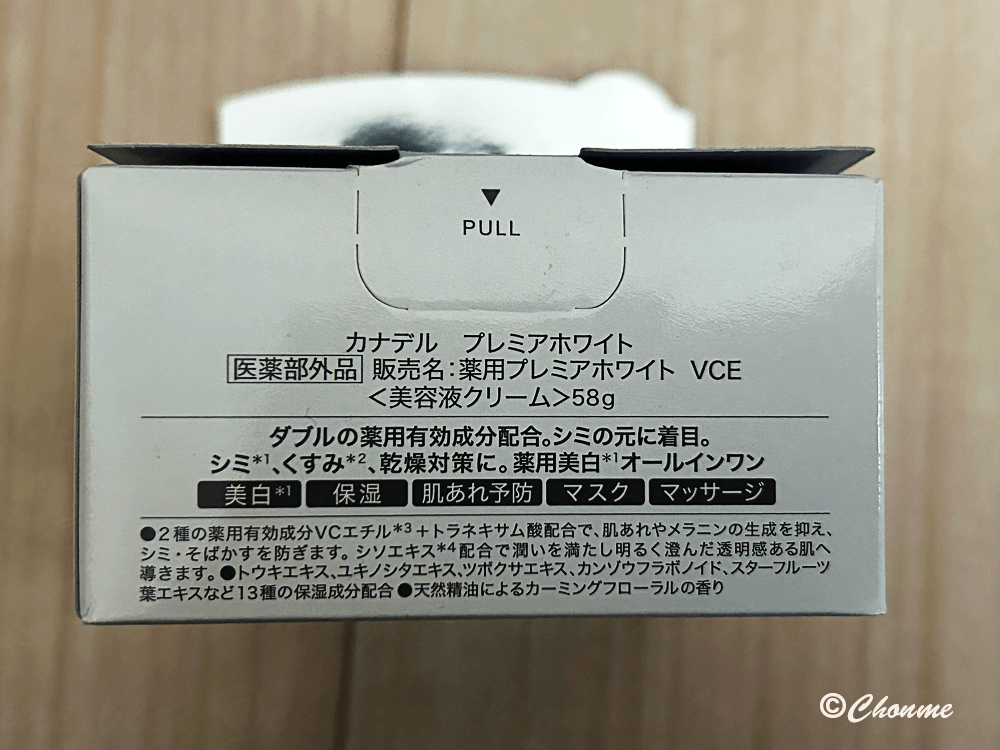 ▼
PULL
カナデル プレミアホワイト
医薬部外品 販売名:薬用プレミアホワイト VCE
<美容液クリーム>58g
ダブルの薬用有効成分配合。シミの元に着目。
シミ*1、くすみ*2、乾燥対策に。薬用美白*1オールインワン
美白*1 保湿 肌あれ予防 マスク マッサージ
●2種の薬用有効成分VCエチル*3+トラネキサム酸配合で、肌あれやメラニンの生成を抑え、
シミ・そばかすを防ぎます。シソエキス*4配合で潤いを満たし明るく澄んだ透明感ある肌へ
導きます。●トウキエキス、ユキノシタエキス、ツボクサエキス、カンゾウフラボノイド、スターフルーツ
葉エキスなど13種の保湿成分配合 ●天然精油によるカーミングフローラルの香り
©Chonme